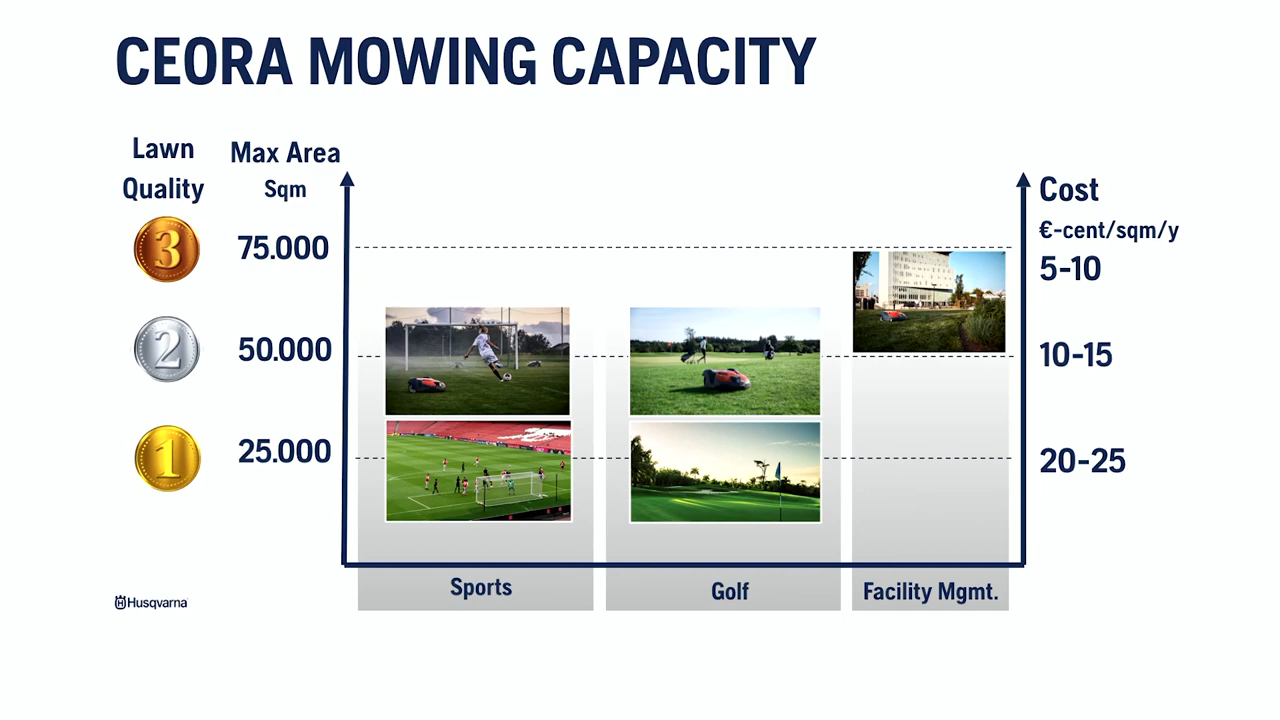 CEORA MOWING CAPACITY
Lawn
Quality
Max Area
Sqm
Cost
€-cent/sqm/y
3
75.000
5-10
2
50.000
10-15
1
25.000
20-25
Sports
Golf
Facility Mgmt.
Husqvarna